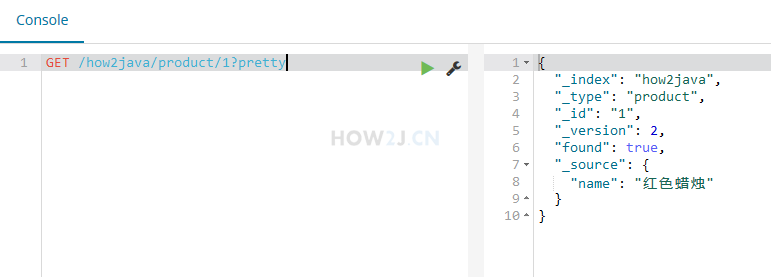 Console
1 GET /how2java/product/1?pretty
HOW2J.CN
1 {
2 "_index": "how2java",
3 "_type": "product",
4 "_id": "1",
5 "_version": 2,
6 "found": true,
7 "_source": {
8 "name": "红色蜡烛"
9 }
10 }